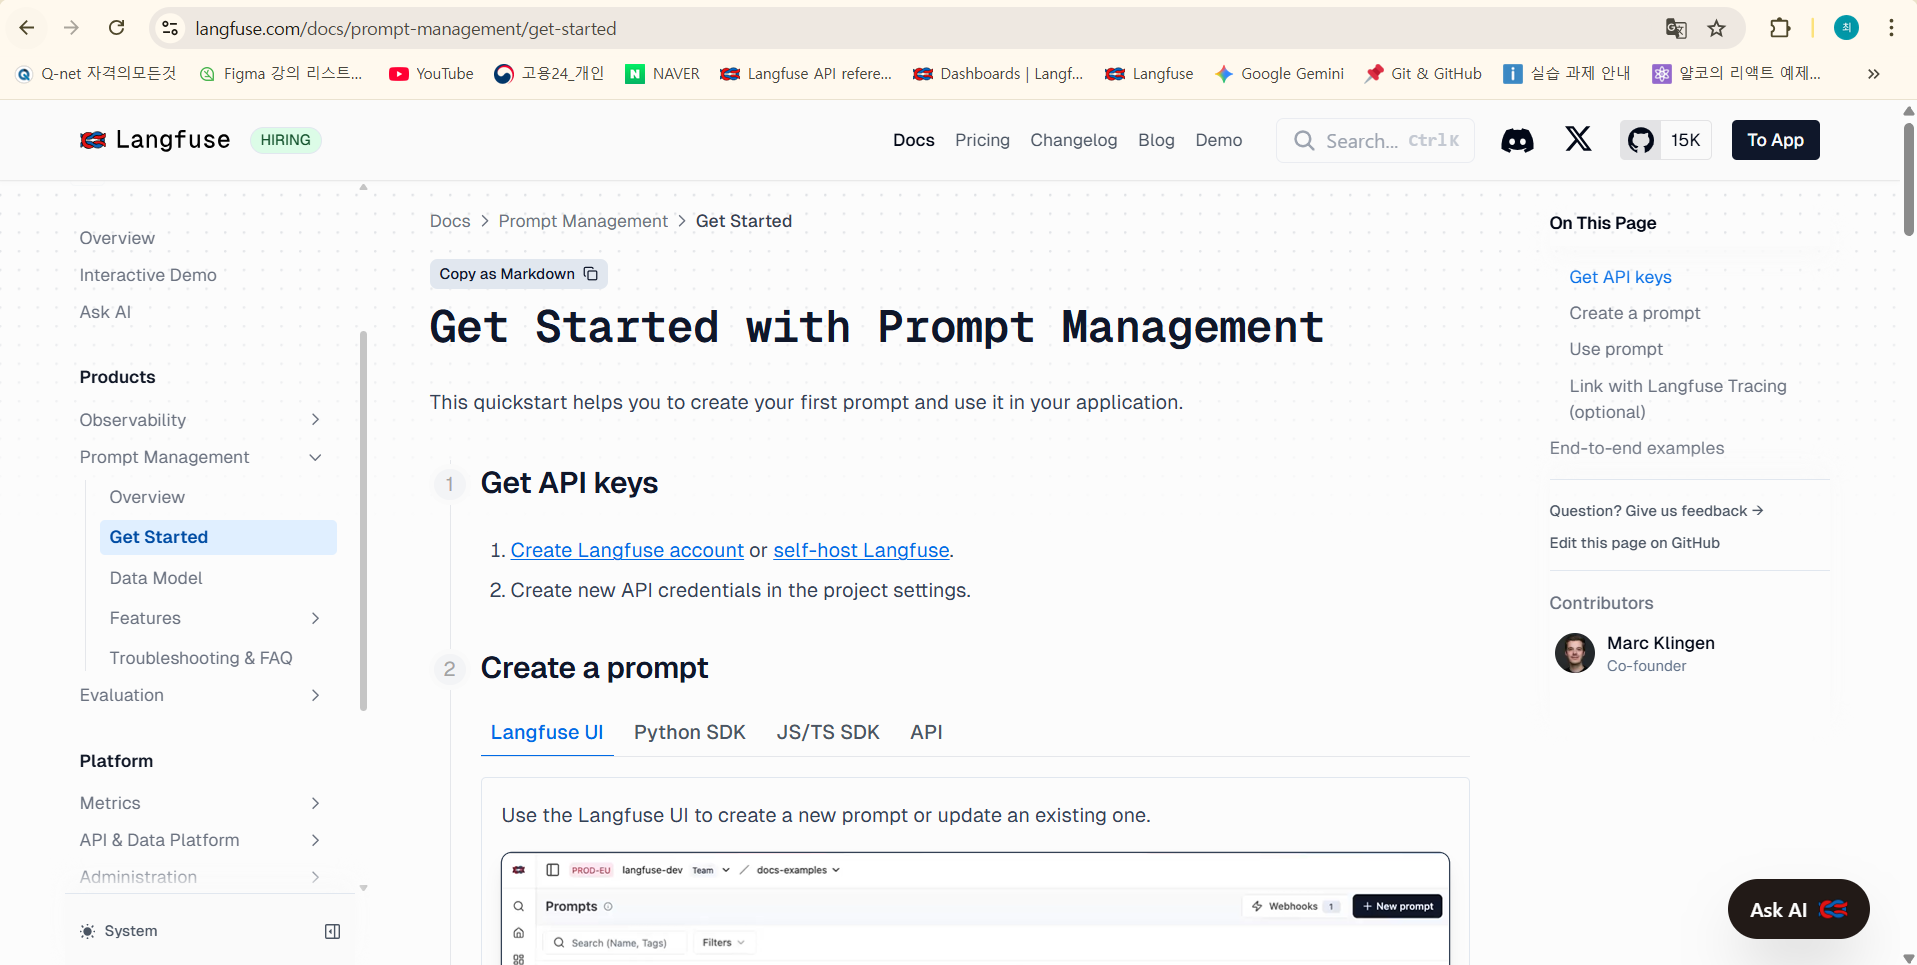 langfuse.com/docs/prompt-management/get-started
최
Q-net 자격의모든것
Figma 강의 리스트...
YouTube
고용24_개인
NAVER
Langfuse API refere...
Dashboards | Langf...
Langfuse
Google Gemini
Git & GitHub
실습 과제 안내
얄코의 리액트 예제...
Langfuse
HIRING
Docs
Pricing
Changelog
Blog
Demo
Search...
Ctrl K
15K
To App
Overview
Interactive Demo
Ask AI
Products
Observability
Prompt Management
Overview
Get Started
Data Model
Features
Troubleshooting & FAQ
Evaluation
Platform
Metrics
API & Data Platform
Administration
System
Docs > Prompt Management > Get Started
Copy as Markdown
Get Started with Prompt Management
This quickstart helps you to create your first prompt and use it in your application.
1
Get API keys
1. Create Langfuse account or self-host Langfuse.
2. Create new API credentials in the project settings.
2
Create a prompt
Langfuse UI
Python SDK
JS/TS SDK
API
Use the Langfuse UI to create a new prompt or update an existing one.
PROD-EU
langfuse-dev
Team
docs-examples
Prompts
Webhooks 1
+ New prompt
Search (Name, Tags)
Filters
On This Page
Get API keys
Create a prompt
Use prompt
Link with Langfuse Tracing
(optional)
End-to-end examples
Question? Give us feedback →
Edit this page on GitHub
Contributors
Marc Klingen
Co-founder
Ask AI